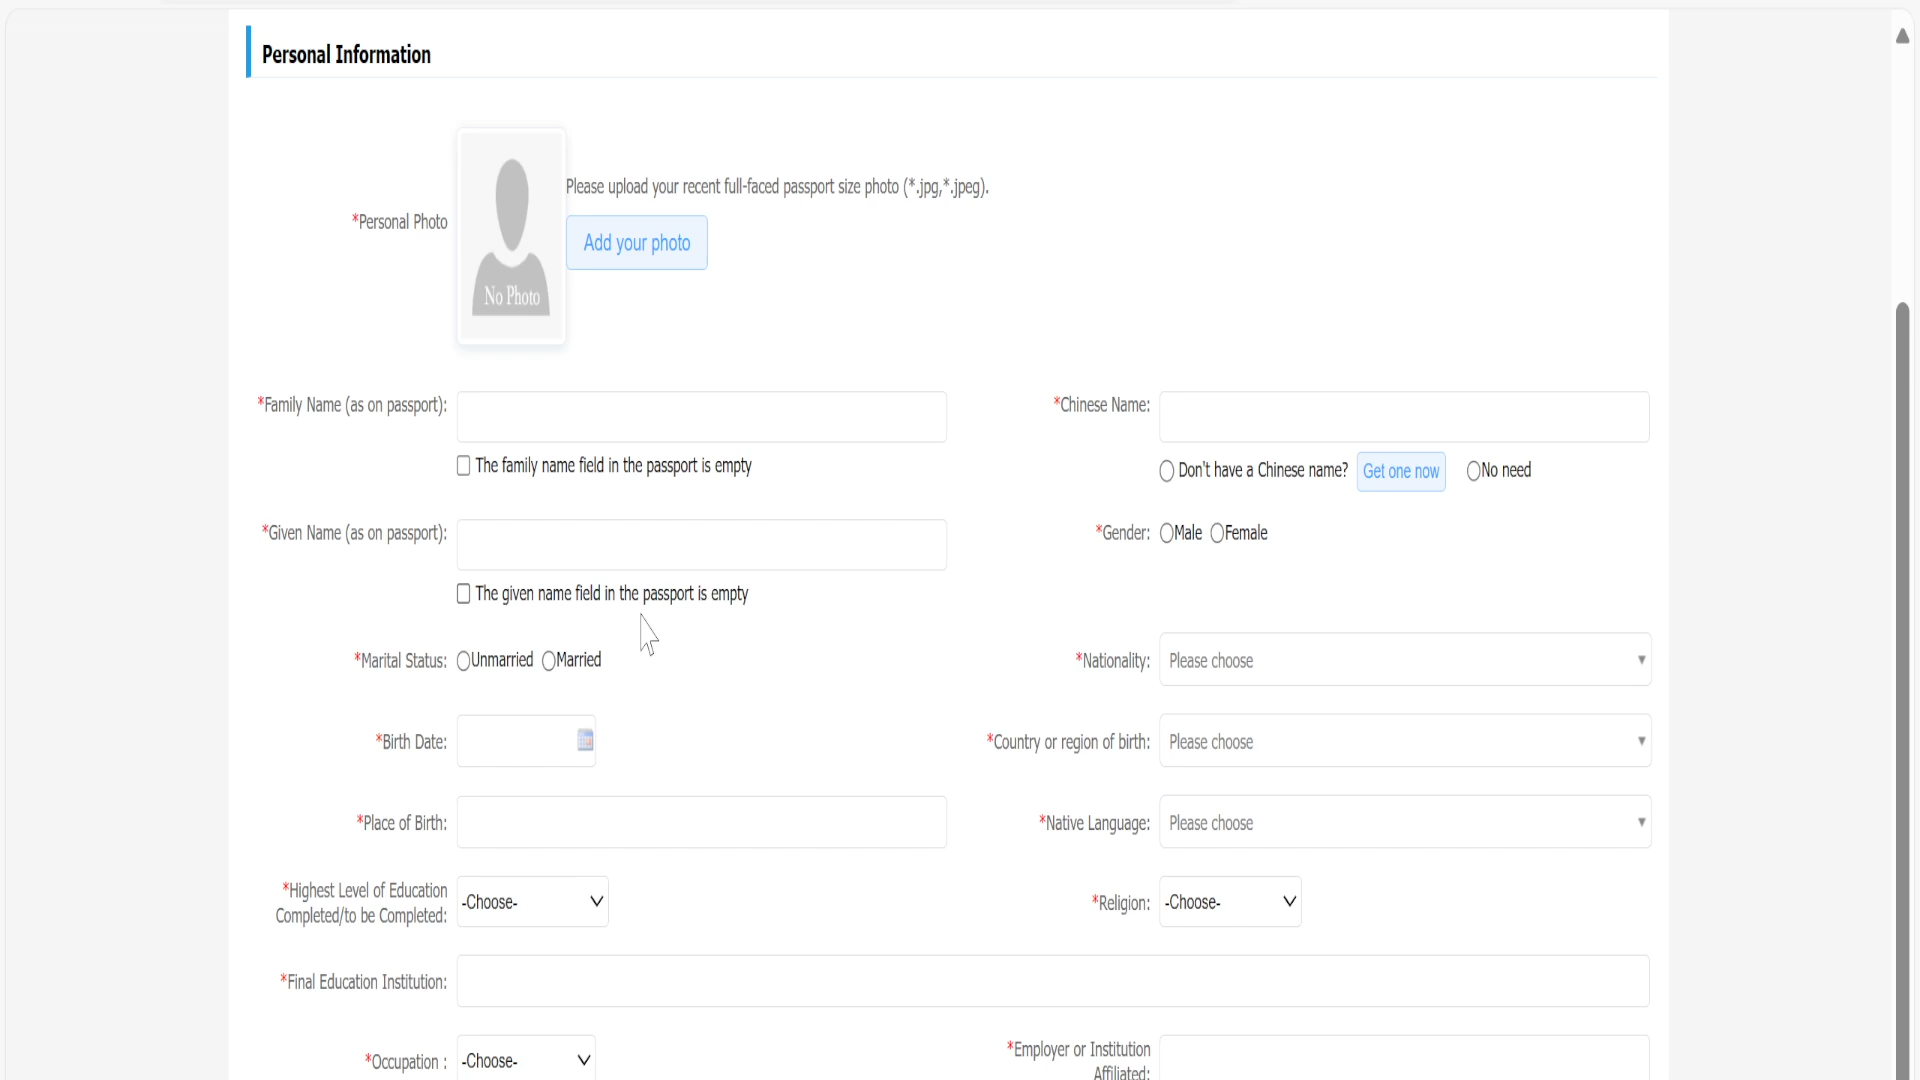 Personal Information
Please upload your recent full-faced passport size photo (*.jpg,*.jpeg).
*Personal Photo
Add your photo
No Photo
*Family Name (as on passport):
*Chinese Name:
The family name field in the passport is empty
Don't have a Chinese name? Get one now No need
*Given Name (as on passport):
*Gender: Male Female
The given name field in the passport is empty
*Marital Status: Unmarried Married
*Nationality: Please choose
*Birth Date:
*Country or region of birth: Please choose
*Place of Birth:
*Native Language: Please choose
*Highest Level of Education
Completed/to be Completed:
-Choose-
*Religion: -Choose-
*Final Education Institution:
*Occupation : -Choose-
*Employer or Institution
Affiliated: